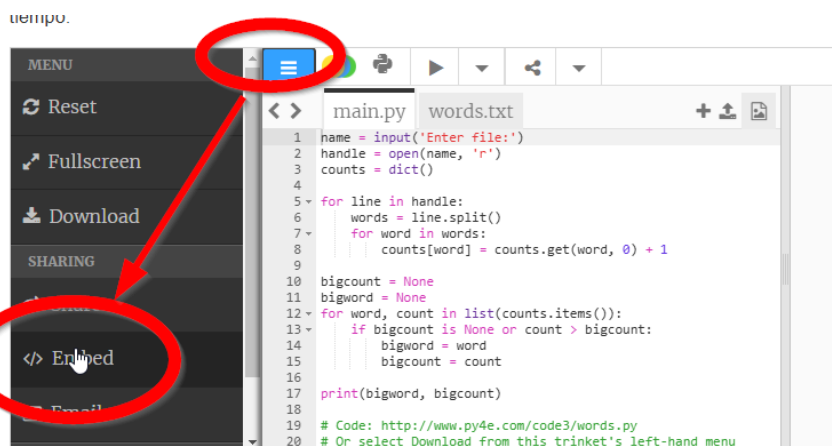 tiempo.
MENU
Reset
Fullscreen
Download
SHARING
Share
</> Embed
Email
main.py words.txt
1 name = input('Enter file:')
2 handle = open(name, 'r')
3 counts = dict()
4
5 for line in handle:
6 words = line.split()
7 for word in words:
8 counts[word] = counts.get(word, 0) + 1
9
10 bigcount = None
11 bigword = None
12 for word, count in list(counts.items()):
13 if bigcount is None or count > bigcount:
14 bigword = word
15 bigcount = count
16
17 print(bigword, bigcount)
18
19 # Code: http://www.py4e.com/code3/words.py
20 # Or select Download from this trinket's left-hand menu